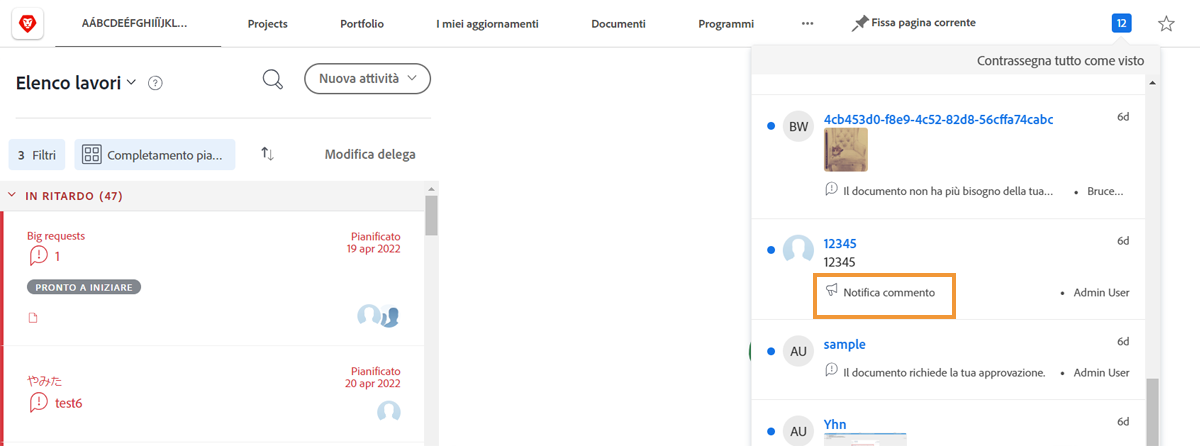 AÁBCDEÉFGHIÍÏJKL...
Projects
Portfolio
I miei aggiornamenti
Documenti
Programmi
Fissa pagina corrente
12
Elenco lavori
?
Nuova attività
3 Filtri
Completamento pia...
Modifica delega
IN RITARDO (47)
Big requests
1
Pianificato
19 apr 2022
PRONTO A INIZIARE
やみた
test6
Pianificato
20 apr 2022
Contrassegna tutto come visto
BW
4cb453d0-f8e9-4c52-82d8-56cffa74cabc
6d
Il documento non ha più bisogno della tua...
• Bruce...
12345
6d
12345
Notifica commento
• Admin User
AU
sample
6d
Il documento richiede la tua approvazione.
• Admin User
AU
Yhn
6d